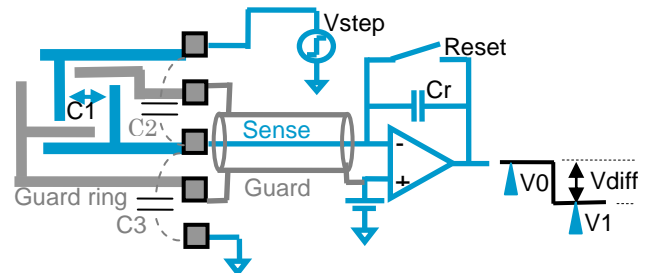 Vstep
Reset
C1
C2
Cr
Sense
-
+
V0
Vdiff
Guard ring
Guard
C3
V1